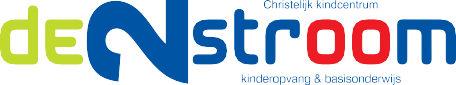 Christelijk kindcentrum
de2stroom
kinderopvang & basisonderwijs